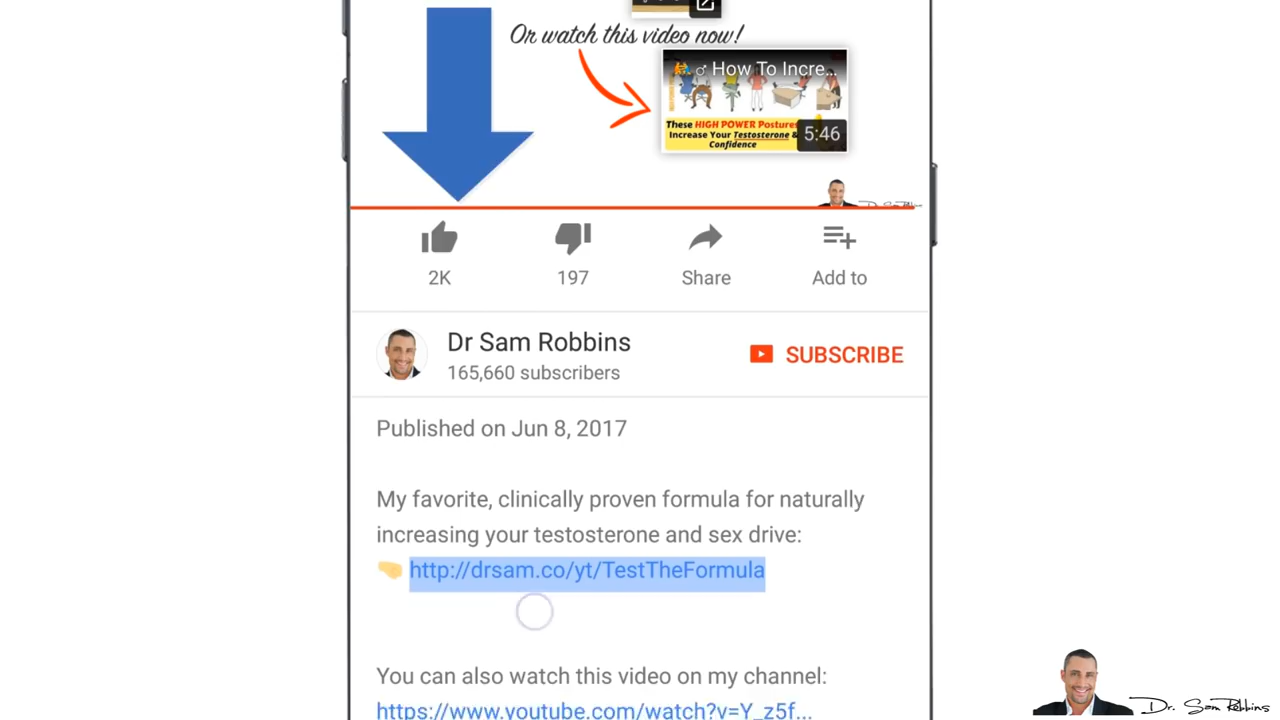 Or watch this video now!
How To Incre...
These HIGH POWER Postures
Increase Your Testosterone &
Confidence
5:46
Dr. Sam Robbins
2K
197
Share
Add to
Dr Sam Robbins
SUBSCRIBE
165,660 subscribers
Published on Jun 8, 2017
My favorite, clinically proven formula for naturally
increasing your testosterone and sex drive:
http://drsam.co/yt/TestTheFormula
You can also watch this video on my channel:
https://www.youtube.com/watch?v=Y_z5f...
Dr. Sam Robbins